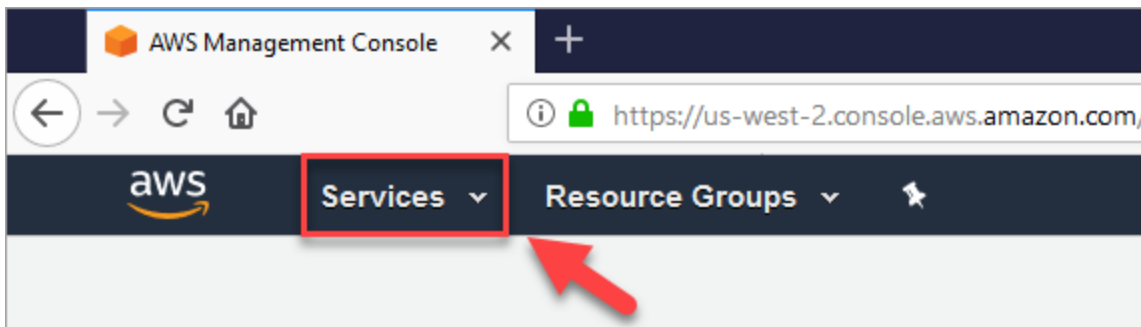 AWS Management Console
https://us-west-2.console.aws.amazon.com/
aws Services Resource Groups